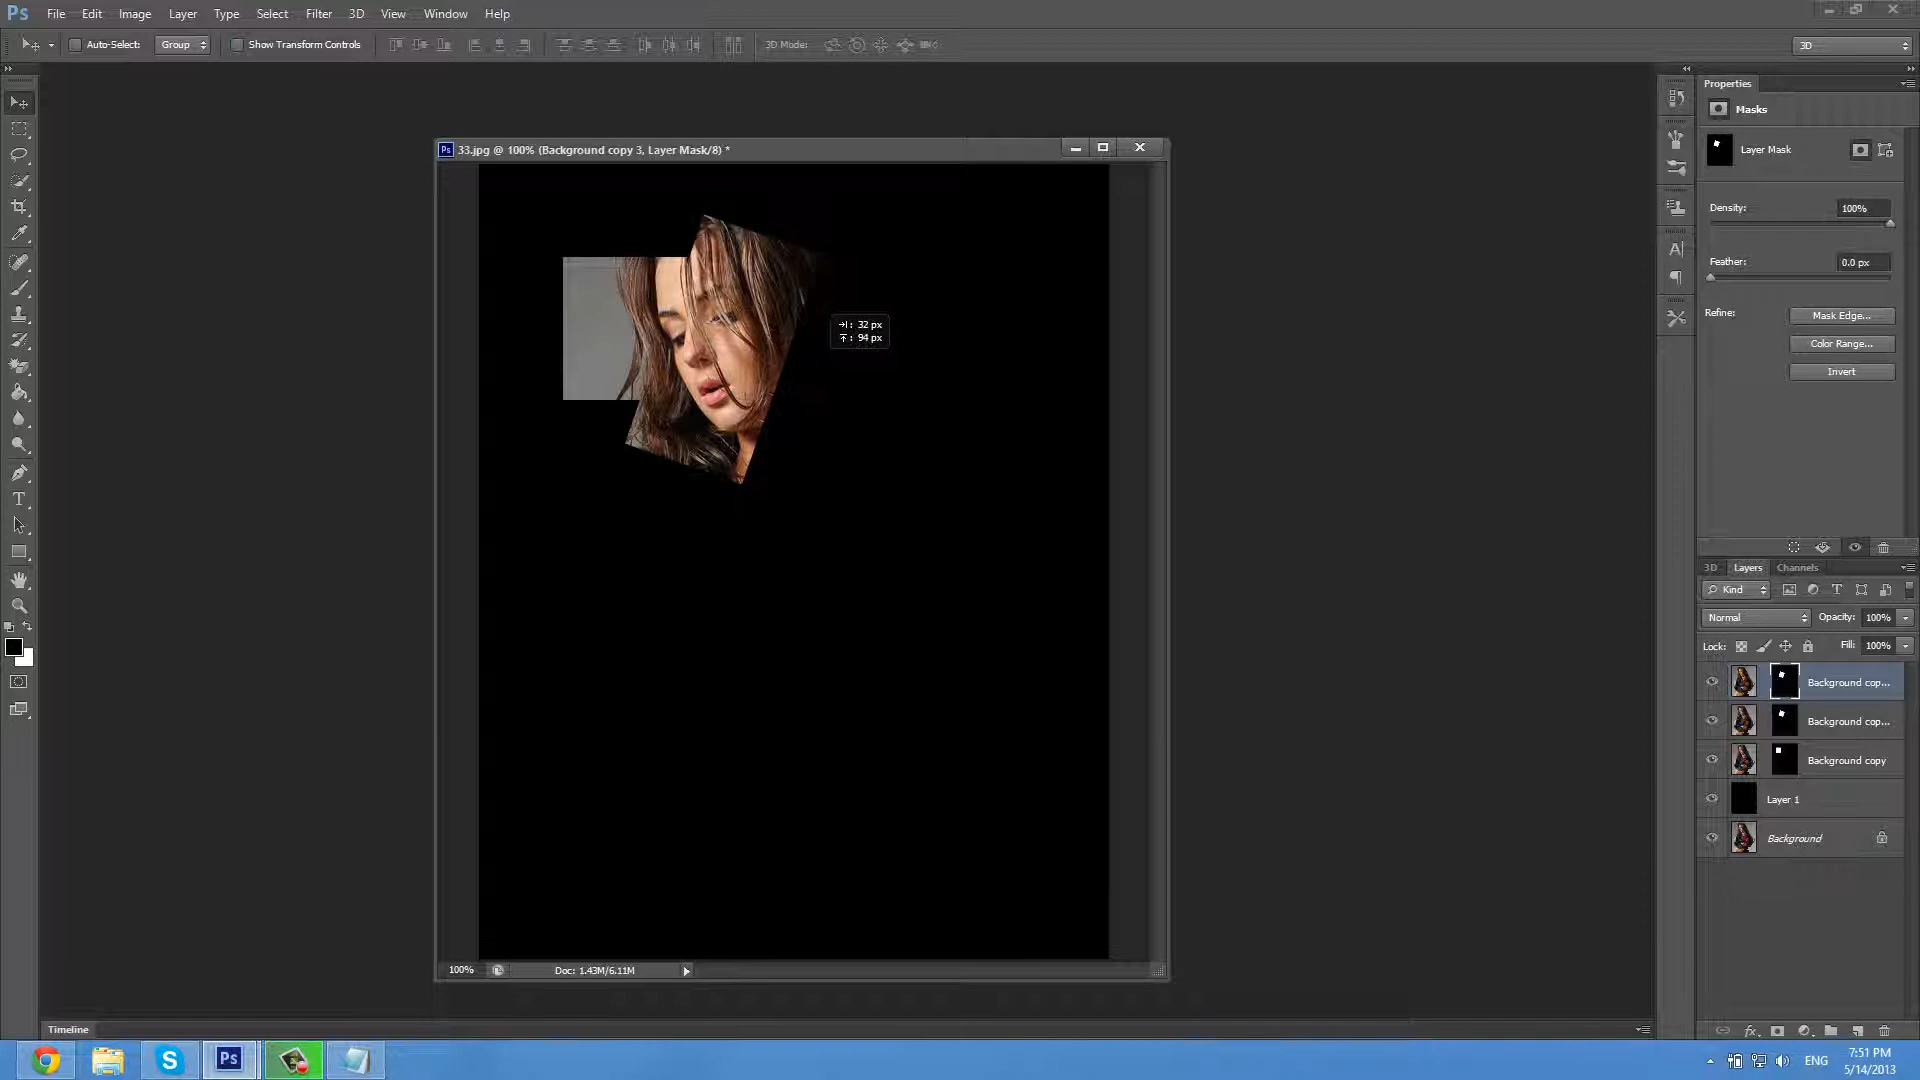 Ps File Edit Image Layer Type Select Filter 3D View Window Help
Auto-Select: Group Show Transform Controls 3D Mode: 3D
Properties
Masks
33.jpg @ 100% (Background copy 3, Layer Mask/8) *
Layer Mask
Density: 100%
Feather: 0.0 px
Refine: Mask Edge...
Color Range...
Invert
32 px
94 px
3D Layers Channels
Kind
Normal Opacity: 100%
Lock: Fill: 100%
Background cop...
Background cop...
Background copy
Layer 1
Background
100% Doc: 1.43M/6.11M
Timeline
S Ps ENG 7:51 PM
5/14/2013